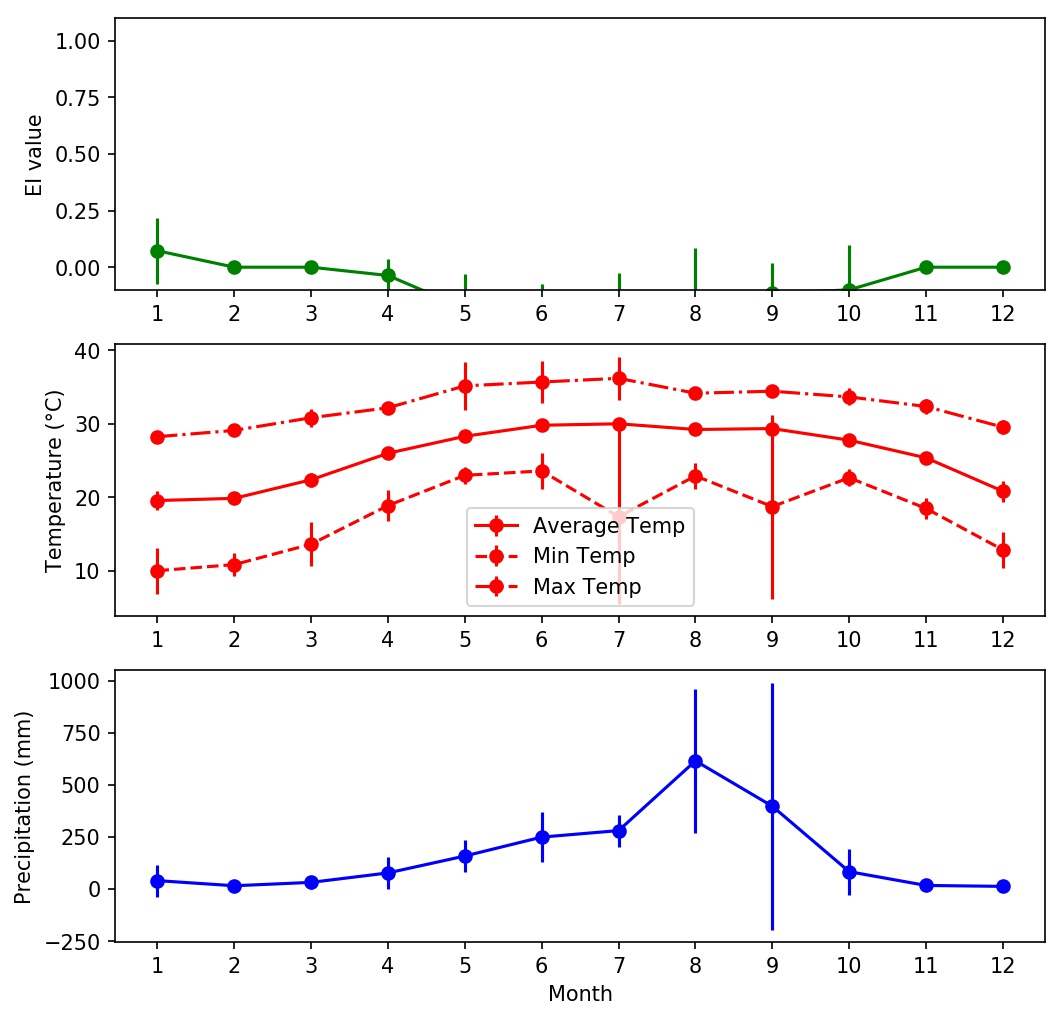 EI value
1.00
0.75
0.50
0.25
0.00
1 2 3 4 5 6 7 8 9 10 11 12
Temperature (°C)
40
30
20
10
Average Temp
Min Temp
Max Temp
1 2 3 4 5 6 7 8 9 10 11 12
Precipitation (mm)
1000
750
500
250
0
−250
1 2 3 4 5 6 7 8 9 10 11 12
Month